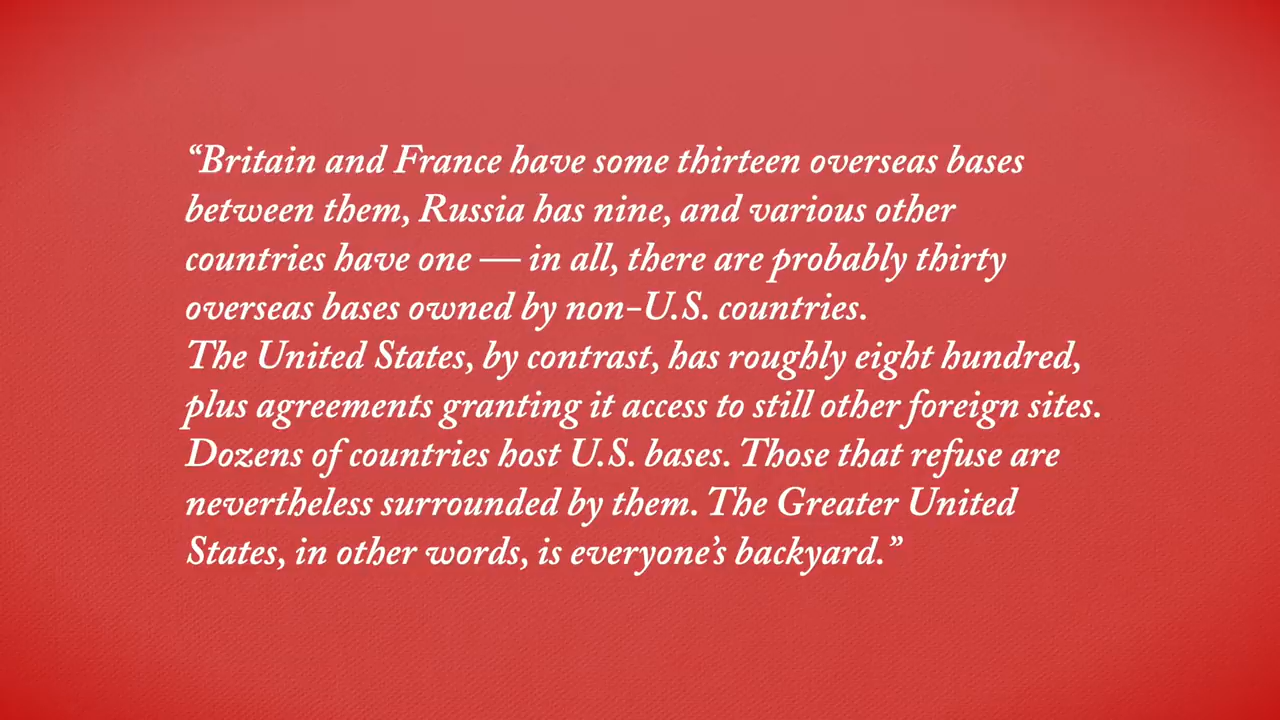 “Britain and France have some thirteen overseas bases
between them, Russia has nine, and various other
countries have one — in all, there are probably thirty
overseas bases owned by non-U.S. countries.
The United States, by contrast, has roughly eight hundred,
plus agreements granting it access to still other foreign sites.
Dozens of countries host U.S. bases. Those that refuse are
nevertheless surrounded by them. The Greater United
States, in other words, is everyone’s backyard.”